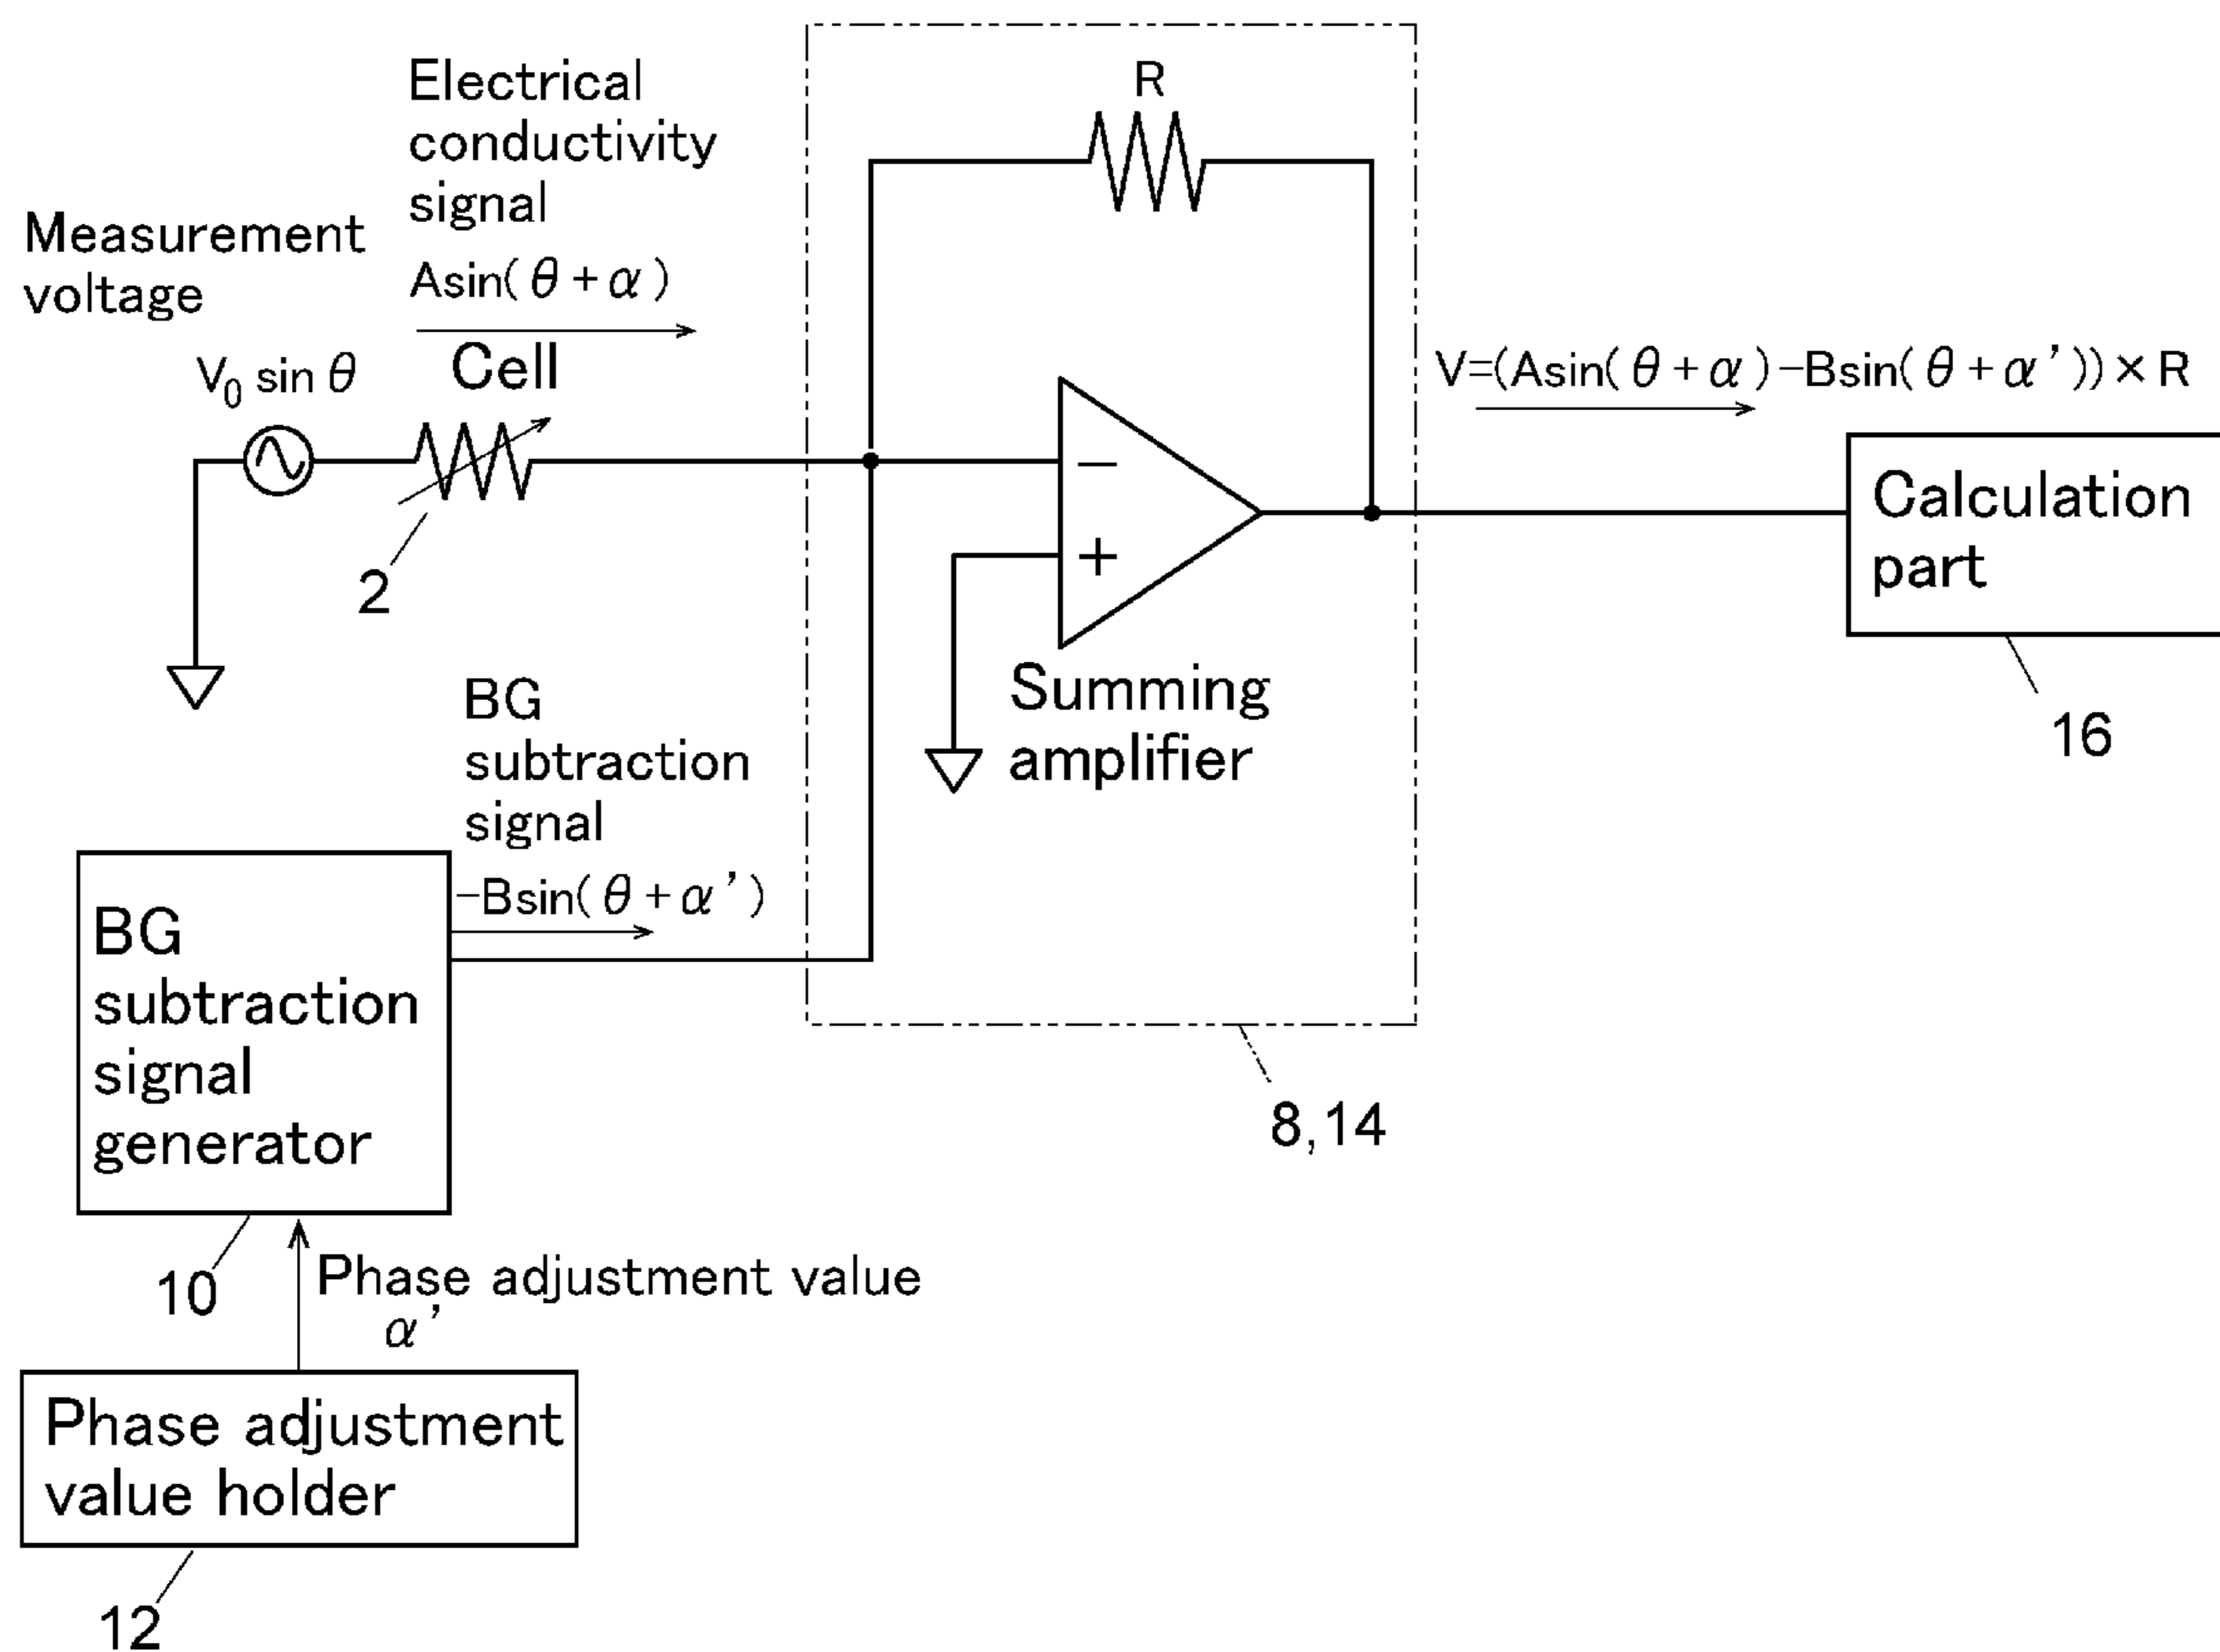 Electrical
conductivity
signal
Asin( θ + α )
Measurement
voltage
V₀ sin θ
Cell
2
R
−
+
Summing
amplifier
V=(Asin( θ + α )−Bsin( θ + α ’))× R
Calculation
part
16
BG
subtraction
signal
−Bsin( θ + α ’)
BG
subtraction
signal
generator
8,14
10
Phase adjustment value
α’
Phase adjustment
value holder
12